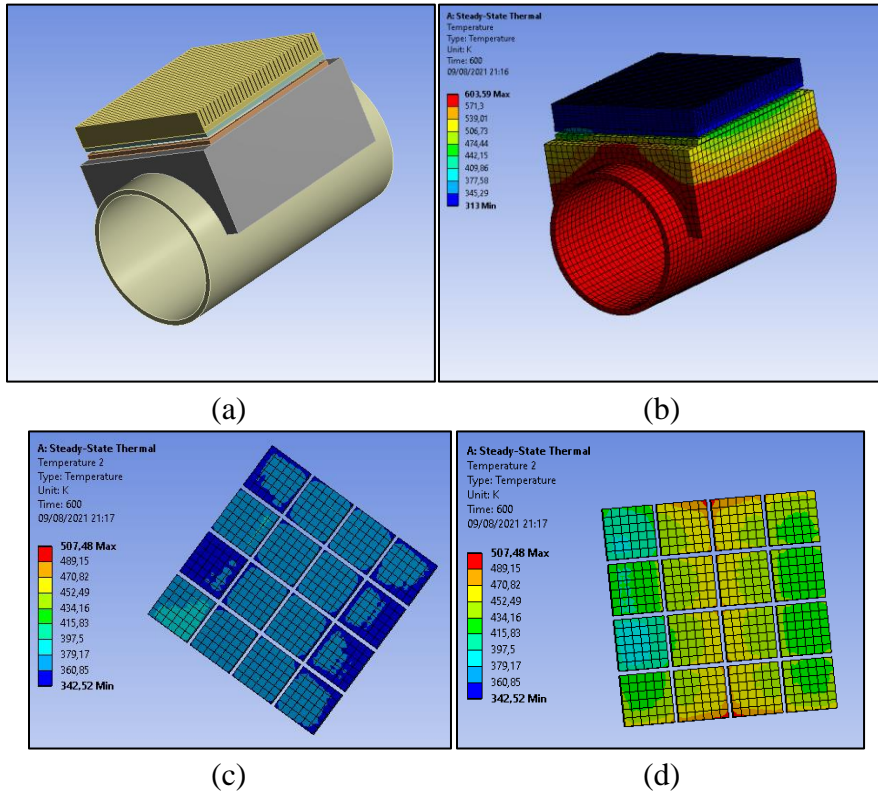 A: Steady-State Thermal
Temperature
Type: Temperature
Unit: K
Time: 600
09/08/2021 21:16
603,59 Max
571,3
539,01
506,73
474,44
442,15
409,86
377,58
345,29
313 Min
(a)
(b)
A: Steady-State Thermal
Temperature 2
Type: Temperature
Unit: K
Time: 600
09/08/2021 21:17
507,48 Max
489,15
470,82
452,49
434,16
415,83
397,5
379,17
360,85
342,52 Min
A: Steady-State Thermal
Temperature 2
Type: Temperature
Unit: K
Time: 600
09/08/2021 21:17
507,48 Max
489,15
470,82
452,49
434,16
415,83
397,5
379,17
360,85
342,52 Min
(c)
(d)